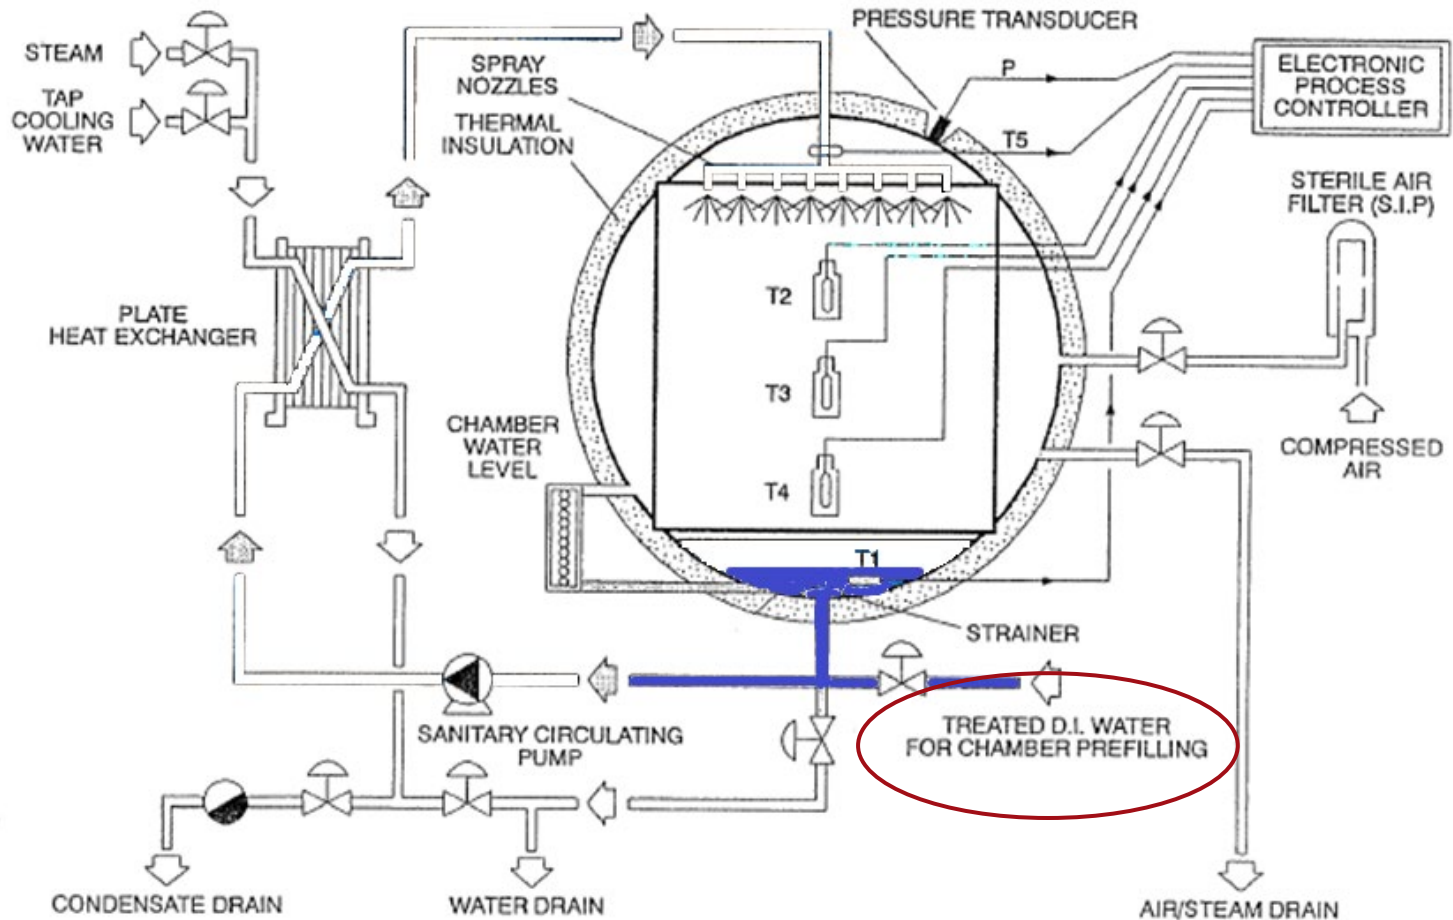 STEAM
TAP
COOLING
WATER
SPRAY
NOZZLES
THERMAL
INSULATION
PRESSURE TRANSDUCER
P
T5
ELECTRONIC
PROCESS
CONTROLLER
STERILE AIR
FILTER (S.I.P)
PLATE
HEAT EXCHANGER
T2
T3
T4
CHAMBER
WATER
LEVEL
COMPRESSED
AIR
T1
STRAINER
SANITARY CIRCULATING
PUMP
TREATED D.I. WATER
FOR CHAMBER PREFILLING
CONDENSATE DRAIN
WATER DRAIN
AIR/STEAM DRAIN